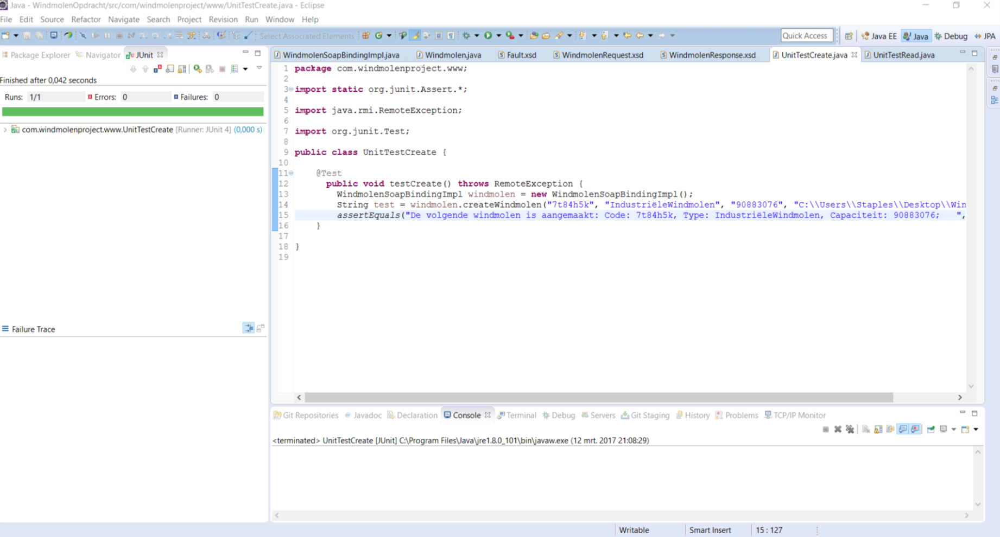 Java - WindmolenOpdracht/src/com/windmolenproject/www/UnitTestCreate.java - Eclipse
File Edit Source Refactor Navigate Search Project Revision Run Window Help
Select Associated Elements Quick Access Java EE Java Debug JPA
Package Explorer Navigator JUnit
Finished after 0,042 seconds
Runs: 1/1 Errors: 0 Failures: 0
com.windmolenproject.www.UnitTestCreate [Runner: JUnit 4] (0,000 s)
Failure Trace
WindmolenSoapBindingImpl.java Windmolen.java Fault.xsd WindmolenRequest.xsd WindmolenResponse.xsd UnitTestCreate.java UnitTestRead.java
1 package com.windmolenproject.www;
2
3 import static org.junit.Assert.*;
4
5 import java.rmi.RemoteException;
6
7 import org.junit.Test;
8
9 public class UnitTestCreate {
10
11 @Test
12 public void testCreate() throws RemoteException {
13 WindmolenSoapBindingImpl windmolen = new WindmolenSoapBindingImpl();
14 String test = windmolen.createWindmolen("7t84h5k", "IndustriëleWindmolen", "90883076", "C:\\Users\\Staples\\Desktop\\Win
15 assertEquals("De volgende windmolen is aangemaakt: Code: 7t84h5k, Type: IndustriëleWindmolen, Capaciteit: 90883076;   ",
16 }
17
18 }
19
Git Repositories Javadoc Declaration Console Terminal Debug Servers Git Staging History Problems TCP/IP Monitor
<terminated> UnitTestCreate [JUnit] C:\Program Files\Java\jre1.8.0_101\bin\javaw.exe (12 mrt. 2017 21:08:29)
Writable Smart Insert 15 : 127